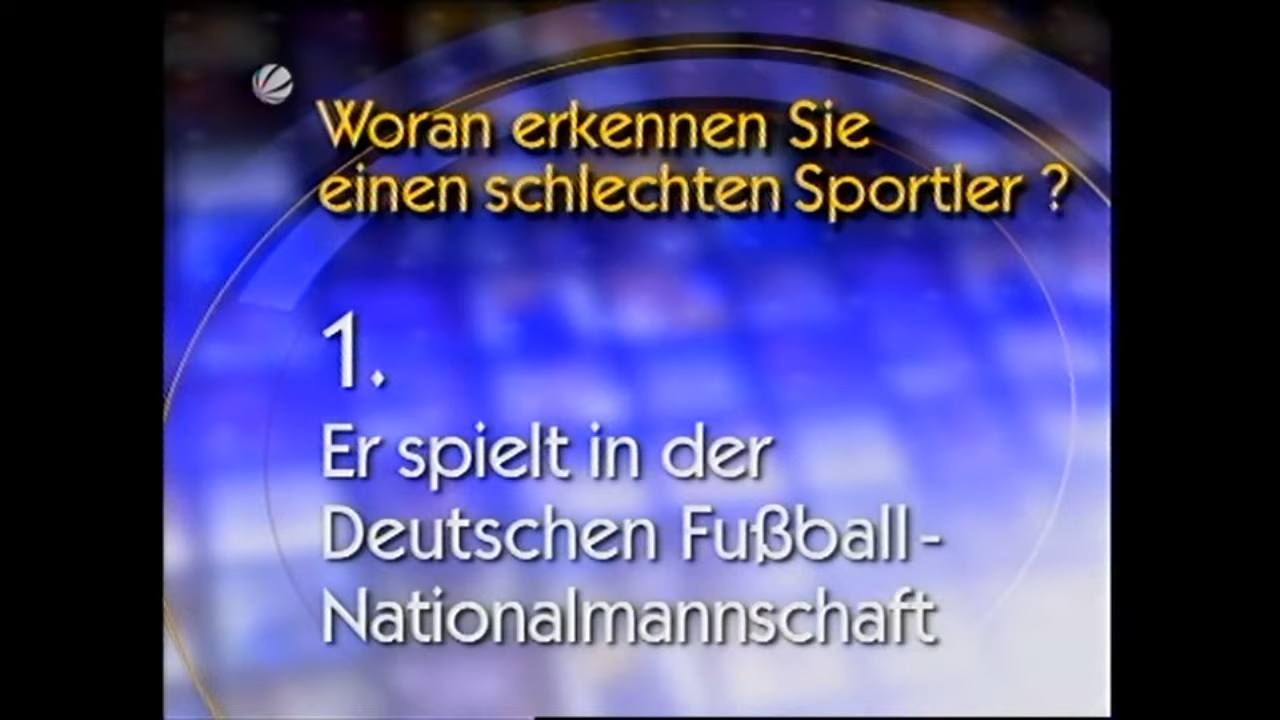 Woran erkennen Sie
einen schlechten Sportler ?
1.
Er spielt in der
Deutschen Fußball-
Nationalmannschaft